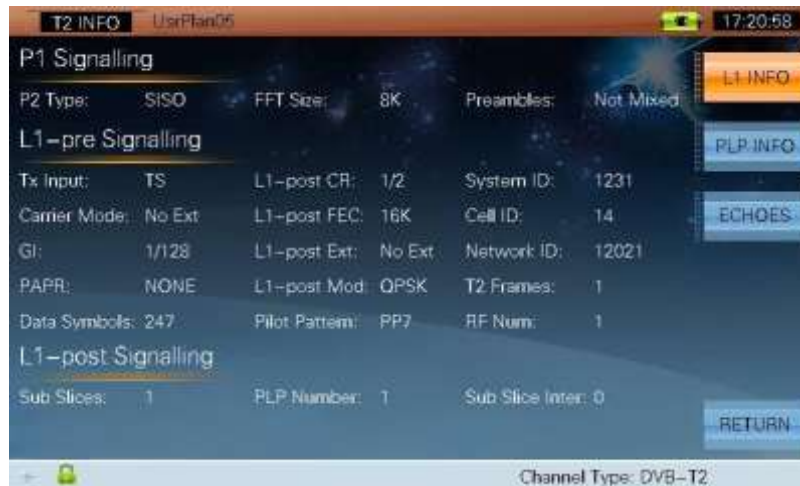 T2 INFO UsrPlan05 17:20:58
P1 Signalling
L1 INFO
P2 Type: SISO FFT Size: 8K Preambles: Not Mixed
L1-pre Signalling
PLP INFO
Tx Input: TS L1-post CR: 1/2 System ID: 1231
Carrier Mode: No Ext L1-post FEC: 16K Cell ID: 14
ECHOES
GI: 1/128 L1-post Ext: No Ext Network ID: 12021
PAPR: NONE L1-post Mod: QPSK T2 Frames: 1
Data Symbols: 247 Pilot Pattern: PP7 RF Num: 1
L1-post Signalling
Sub Slices: 1 PLP Number: 1 Sub Slice Inter: 0
RETURN
Channel Type: DVB-T2